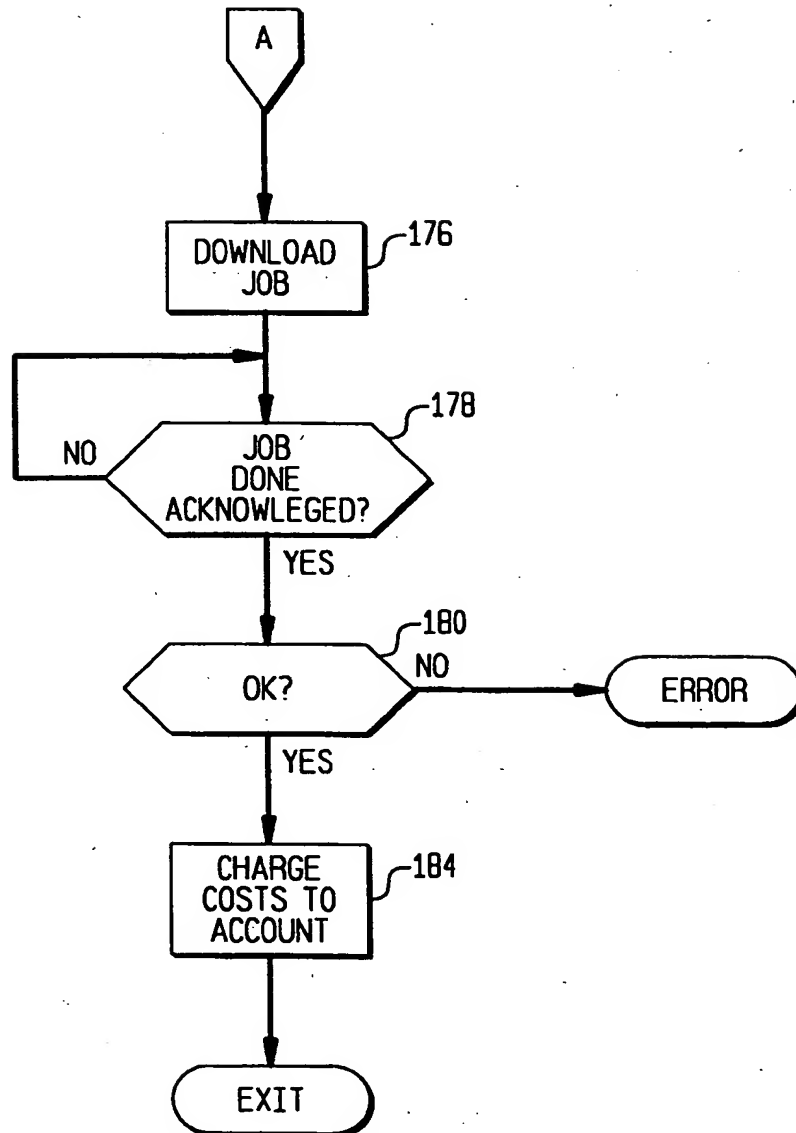 A
DOWNLOAD
JOB
176
178
NO
JOB
DONE
ACKNOWLEGED?
YES
180
OK?
NO
ERROR
YES
CHARGE
COSTS TO
ACCOUNT
184
EXIT